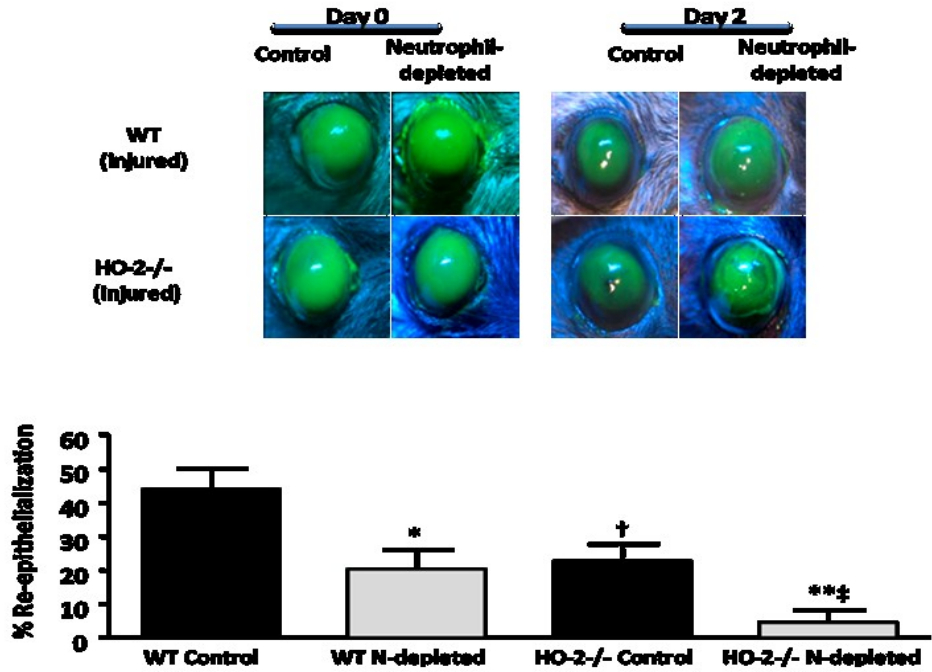 Day 0
Day 2
Control
Neutrophil-
depleted
Control
Neutrophil-
depleted
WT
(Injured)
HO-2-/-
(Injured)
% Re-epithelialization
60
50
40
30
20
10
0
*
†
**‡
WT Control
WT N-depleted
HO-2-/- Control
HO-2-/- N-depleted